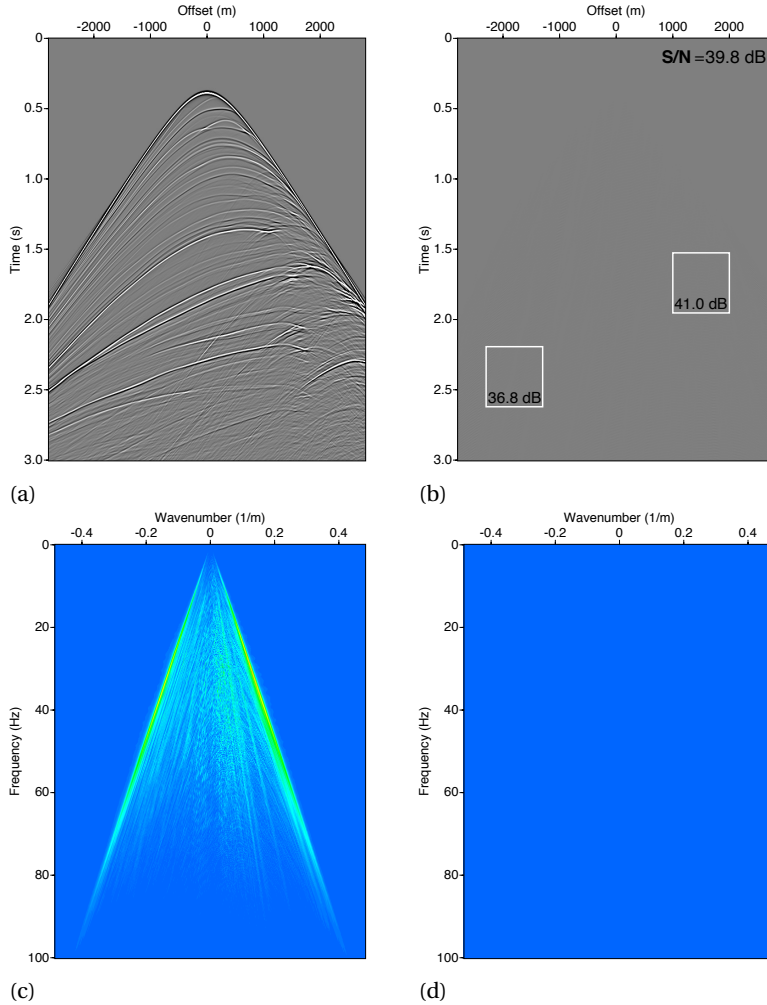 Offset (m)
-2000 -1000 0 1000 2000
0
0.5
1.0
1.5
2.0
2.5
3.0
Time (s)
(a)
Offset (m)
-2000 -1000 0 1000 2000
0
0.5
1.0
1.5
2.0
2.5
3.0
Time (s)
S/N =39.8 dB
41.0 dB
36.8 dB
(b)
Wavenumber (1/m)
-0.4 -0.2 0 0.2 0.4
0
20
40
60
80
100
Frequency (Hz)
(c)
Wavenumber (1/m)
-0.4 -0.2 0 0.2 0.4
0
20
40
60
80
100
Frequency (Hz)
(d)